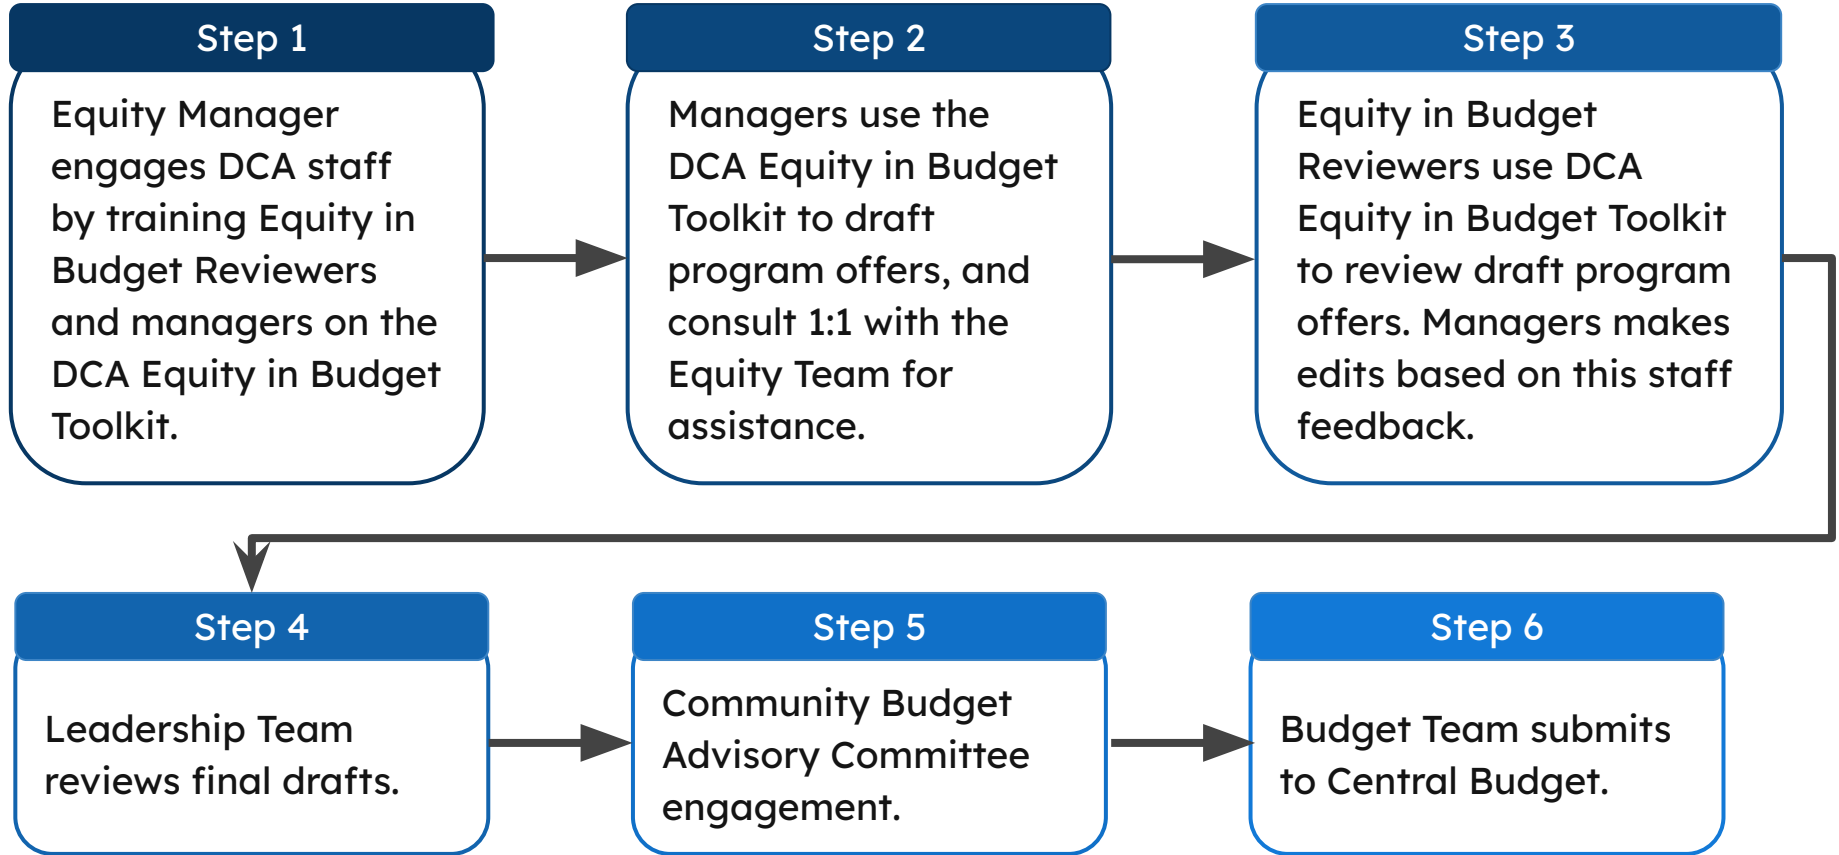 Step 1
Equity Manager
engages DCA staff
by training Equity in
Budget Reviewers
and managers on the
DCA Equity in Budget
Toolkit.
Step 2
Managers use the
DCA Equity in Budget
Toolkit to draft
program offers, and
consult 1:1 with the
Equity Team for
assistance.
Step 3
Equity in Budget
Reviewers use DCA
Equity in Budget Toolkit
to review draft program
offers. Managers makes
edits based on this staff
feedback.
Step 4
Leadership Team
reviews final drafts.
Step 5
Community Budget
Advisory Committee
engagement.
Step 6
Budget Team submits
to Central Budget.